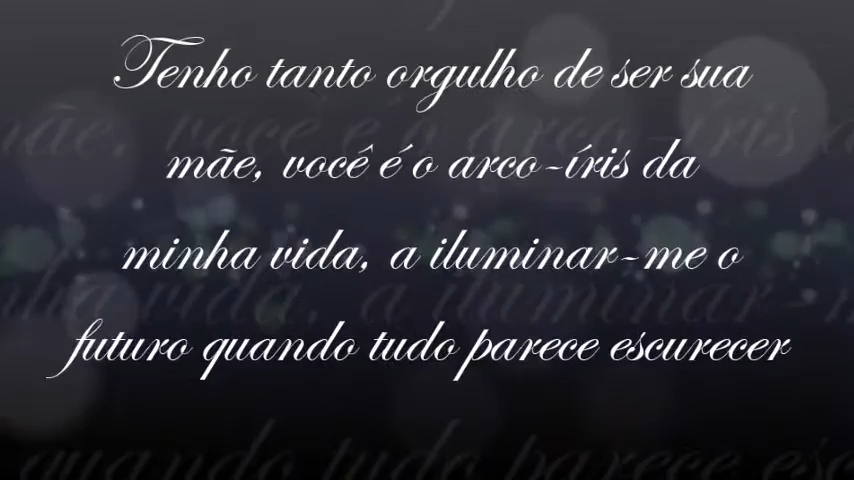 Tenho tanto orgulho de ser sua
mãe, você é o arco-íris da
minha vida, a iluminar-me o
futuro quando tudo parece escurecer